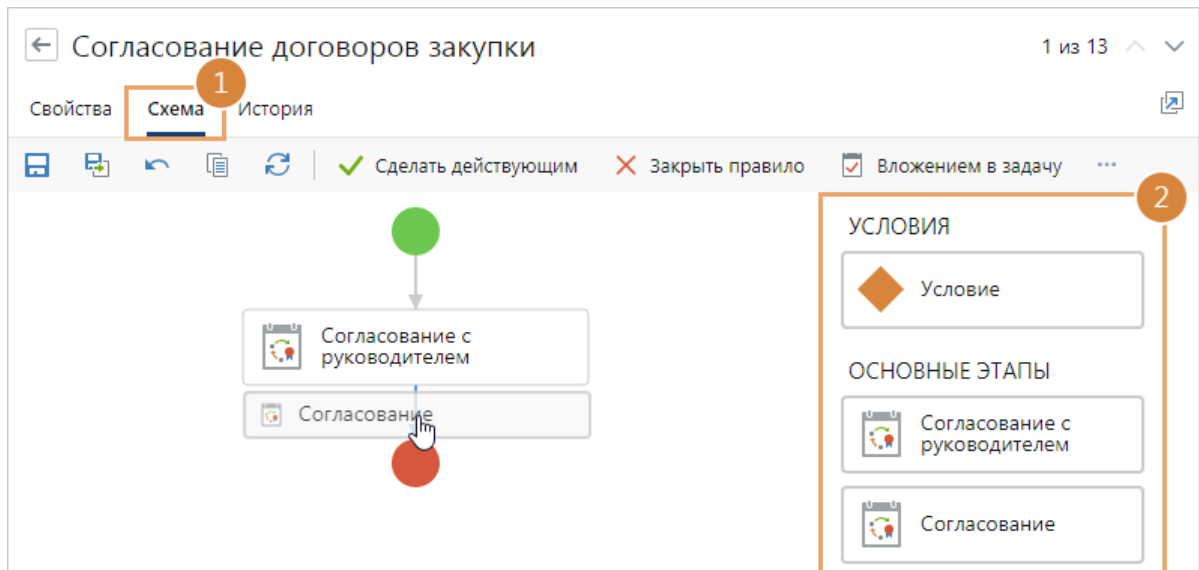 Согласование договоров закупки
1 из 13
1
Свойства Схема История
Сделать действующим Закрыть правило Вложением в задачу ...
2
УСЛОВИЯ
Условие
Согласование с
руководителем
ОСНОВНЫЕ ЭТАПЫ
Согласование
Согласование с
руководителем
Согласование